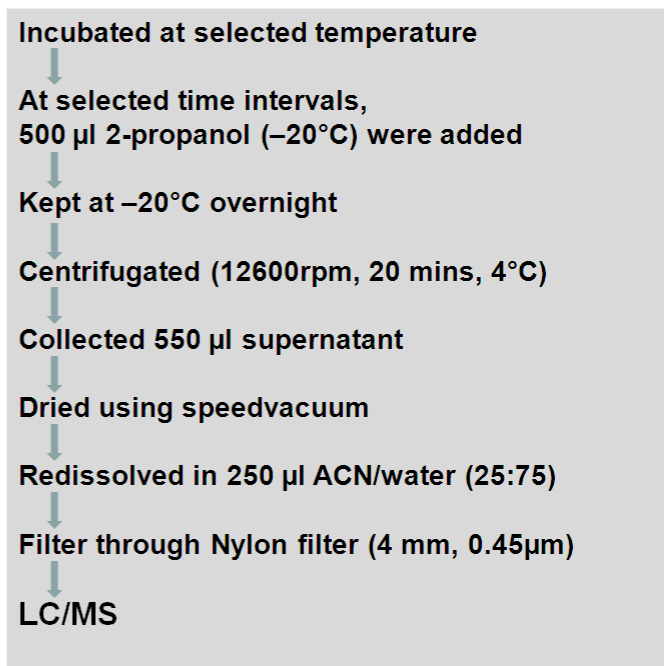 Incubated at selected temperature
At selected time intervals,
500 µl 2-propanol (–20°C) were added
Kept at –20°C overnight
Centrifugated (12600rpm, 20 mins, 4°C)
Collected 550 µl supernatant
Dried using speedvacuum
Redissolved in 250 µl ACN/water (25:75)
Filter through Nylon filter (4 mm, 0.45µm)
LC/MS